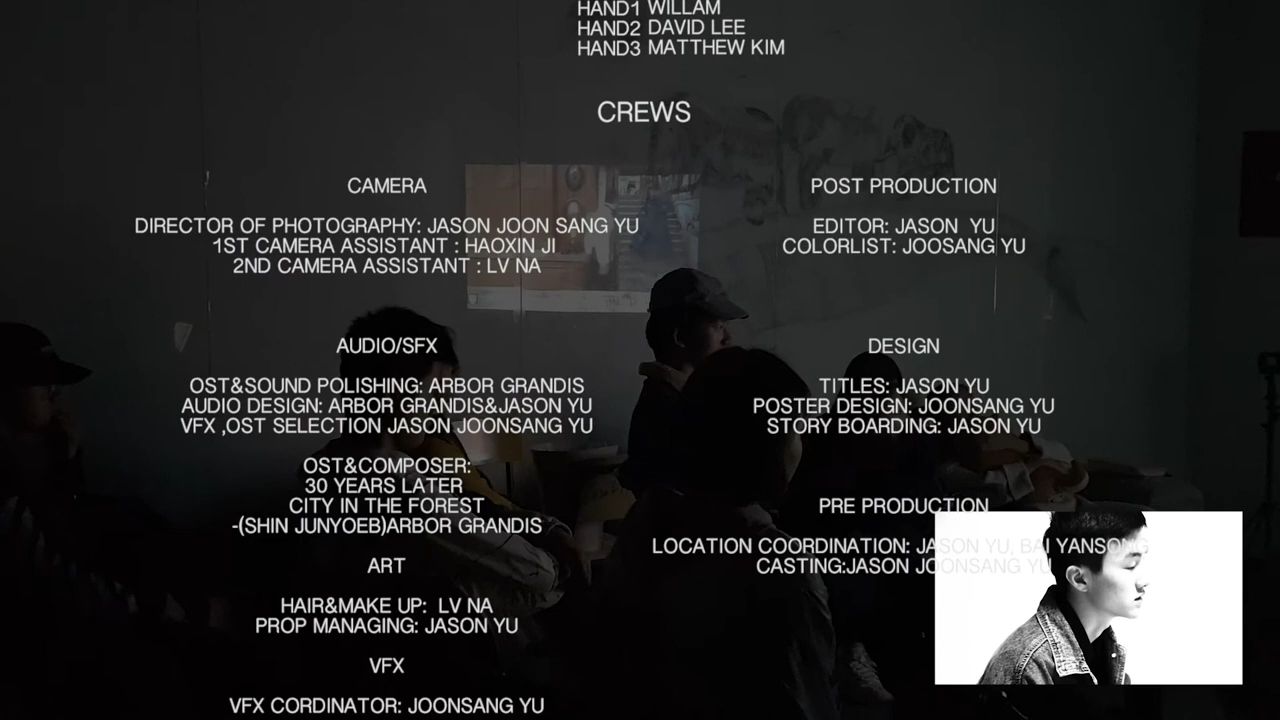 HAND1 WILLAM
HAND2 DAVID LEE
HAND3 MATTHEW KIM
CREWS
CAMERA
DIRECTOR OF PHOTOGRAPHY: JASON JOON SANG YU
1ST CAMERA ASSISTANT : HAOXIN JI
2ND CAMERA ASSISTANT : LV NA
AUDIO/SFX
OST&SOUND POLISHING: ARBOR GRANDIS
AUDIO DESIGN: ARBOR GRANDIS&JASON YU
VFX ,OST SELECTION JASON JOONSANG YU
OST&COMPOSER:
30 YEARS LATER
CITY IN THE FOREST
-(SHIN JUNYOEB)ARBOR GRANDIS
ART
HAIR&MAKE UP:  LV NA
PROP MANAGING: JASON YU
VFX
VFX CORDINATOR: JOONSANG YU
POST PRODUCTION
EDITOR: JASON  YU
COLORLIST: JOOSANG YU
DESIGN
TITLES: JASON YU
POSTER DESIGN: JOONSANG YU
STORY BOARDING: JASON YU
PRE PRODUCTION
LOCATION COORDINATION: JASON YU, BAI YANSONG
CASTING:JASON JOONSANG YU